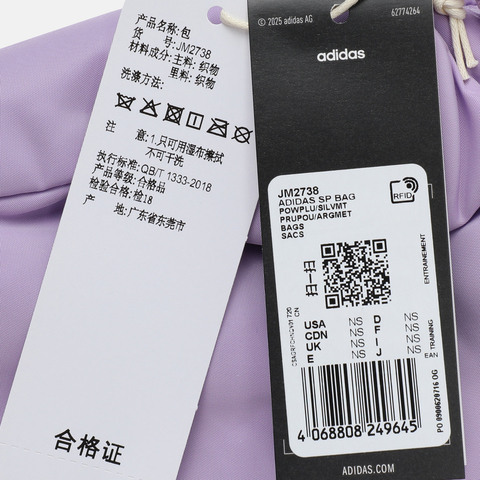 产品名称:包
货 号:JM2738
材料成分:主料: 织物
里料: 织物
洗涤方法:
注 意:1.只可用湿布擦拭
不可干洗
执行标准:QB/T 1333-2018
产品等级:合格品
检验合格:检18
产 地:广东省东莞市
合格证
© 2025 adidas AG
62774264
adidas
JM2738
ADIDAS SP BAG
POWPLU/SILVMT
PRUPOU/ARGMET
BAGS
SACS
RFID
ENTRAINEMENT
TRAINING
USA NS D NS
CDN NS F NS
UK NS I NS
E NS J NS
EAN
CN
PO 0900620716 OG
4 068808 249645
ADIDAS.COM